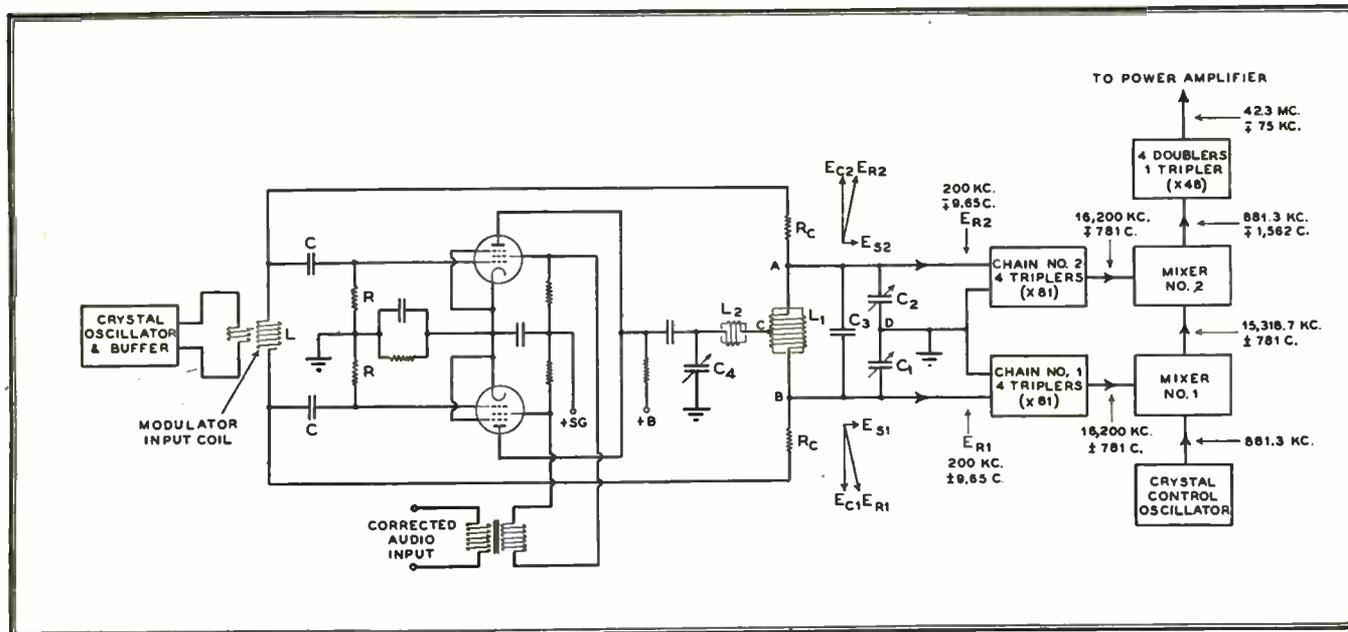 TO POWER AMPLIFIER
42.3 MC.
∓ 75 KC.
4 DOUBLERS
1 TRIPLER
(X48)
881.3 KC.
∓ 1,562 C.
MIXER
NO. 2
15,318.7 KC.
± 781 C.
MIXER
NO. 1
881.3 KC.
CRYSTAL
CONTROL
OSCILLATOR
CRYSTAL
OSCILLATOR
& BUFFER
MODULATOR
INPUT COIL
L
C
C
R
R
+SG
+B
CORRECTED
AUDIO
INPUT
C4
L2
C
L1
RC
A
B
RC
C3
C2
D
C1
EC2 ER2
ES2
ES1
EC1 ER1
200 KC.
∓9.65 C.
ER2
CHAIN NO. 2
4 TRIPLERS
(X81)
16,200 KC.
∓ 781 C.
CHAIN NO. 1
4 TRIPLERS
(X81)
16,200 KC.
± 781 C.
ER1
200 KC.
±9.65 C.